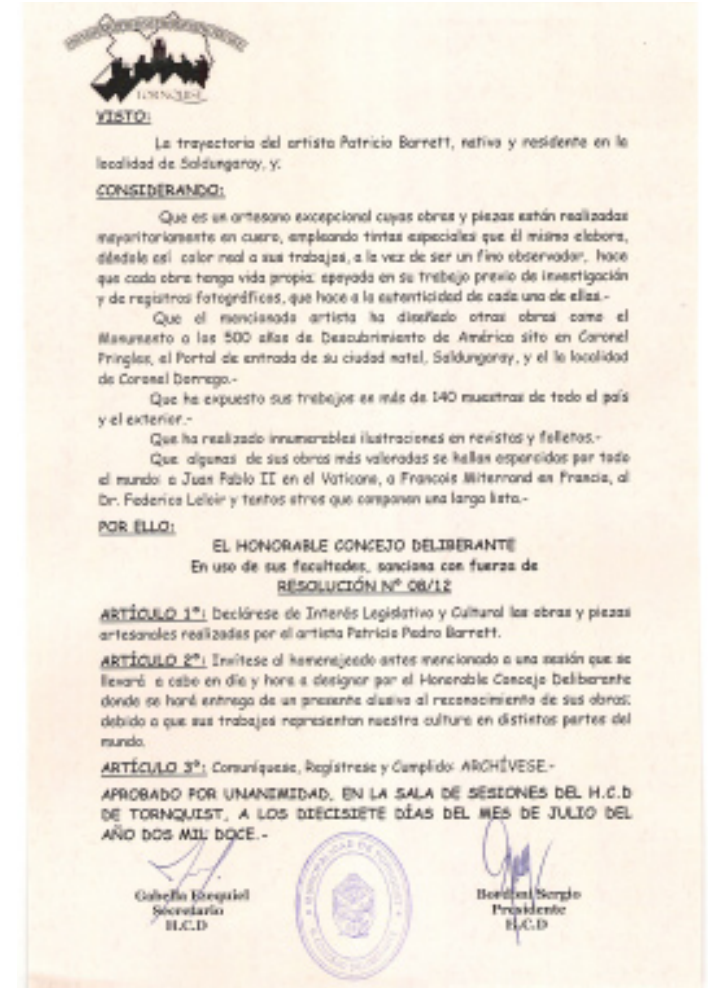 TORNQUIST
VISTO:
La trayectoria del artista Patricio Barrett, nativo y residente en la
localidad de Saldungaray, y;
CONSIDERANDO:
Que es un artesano excepcional cuyas obras y piezas están realizadas
mayoritariamente en cuero, empleando tintas especiales que él mismo elabora,
dándole así color real a sus trabajos, a la vez de ser un fino observador, hace
que cada obra tenga vida propia; apoyada en su trabajo previo de investigación
y de registros fotográficos, que hace a la autenticidad de cada una de ellas.-
Que el mencionado artista ha diseñado otras obras como el
Monumento a los 500 años de Descubrimiento de América sito en Coronel
Pringles, el Portal de entrada de su ciudad natal, Saldungaray, y el la localidad
de Coronel Dorrego.-
Que ha expuesto sus trabajos en más de 140 muestras de todo el país
y el exterior.-
Que ha realizado innumerables ilustraciones en revistas y folletos.-
Que algunas de sus obras más valoradas se hallan esparcidas por todo
el mundo: a Juan Pablo II en el Vaticano, a Francois Miterrand en Francia, al
Dr. Federico Leloir y tantos otros que componen una larga lista.-
POR ELLO:
EL HONORABLE CONCEJO DELIBERANTE
En uso de sus facultades, sanciona con fuerza de
RESOLUCIÓN Nº 08/12
ARTÍCULO 1º: Declárese de Interés Legislativo y Cultural las obras y piezas
artesanales realizadas por el artista Patricio Pedro Barrett.
ARTÍCULO 2º: Invítese al homenajeado antes mencionado a una sesión que se
llevará a cabo en día y hora a designar por el Honorable Concejo Deliberante
donde se hará entrega de un presente alusivo al reconocimiento de sus obras;
debido a que sus trabajos representan nuestra cultura en distintas partes del
mundo.
ARTÍCULO 3º: Comuníquese, Regístrese y Cumplido: ARCHÍVESE.-
APROBADO POR UNANIMIDAD, EN LA SALA DE SESIONES DEL H.C.D
DE TORNQUIST, A LOS DIECISIETE DÍAS DEL MES DE JULIO DEL
AÑO DOS MIL DOCE.-
Gabella Ezequiel
Secretario
H.C.D
MUNICIPALIDAD DE TORNQUIST
Bordoni Sergio
Presidente
H.C.D